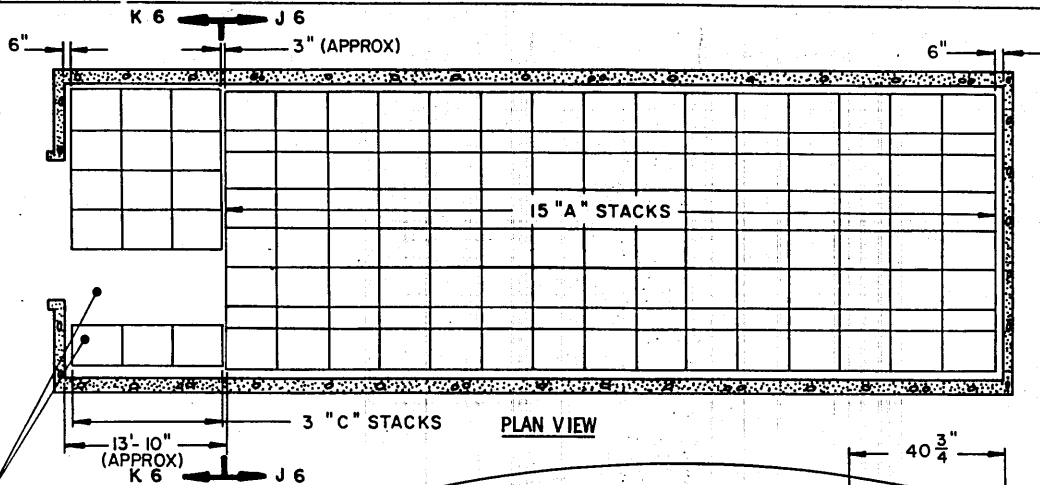 K 6 J 6
6" 3" (APPROX) 6"
15 "A" STACKS
3 "C" STACKS PLAN VIEW
13'-10"
(APPROX)
40 3/4"
K 6 J 6